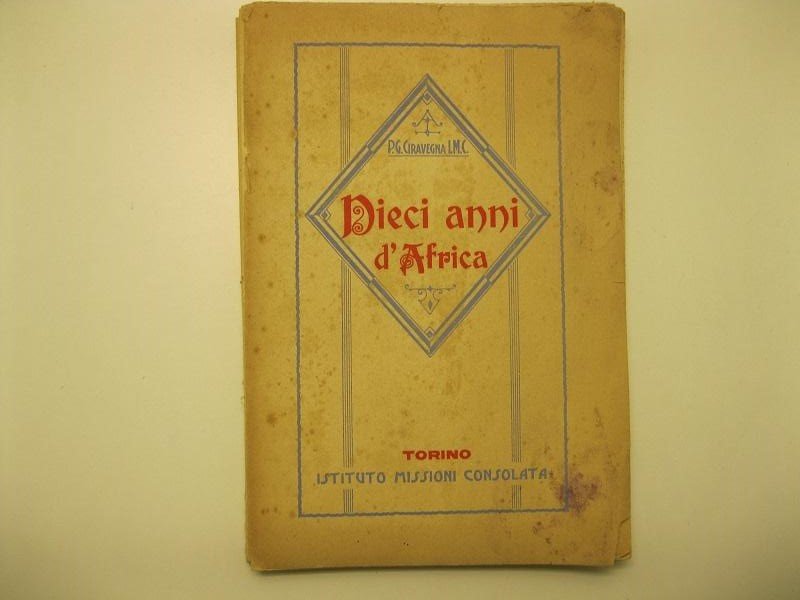 P.G. CIRAVEGNA I.M.C.
Dieci anni
d'Africa
TORINO
ISTITUTO MISSIONI CONSOLATA